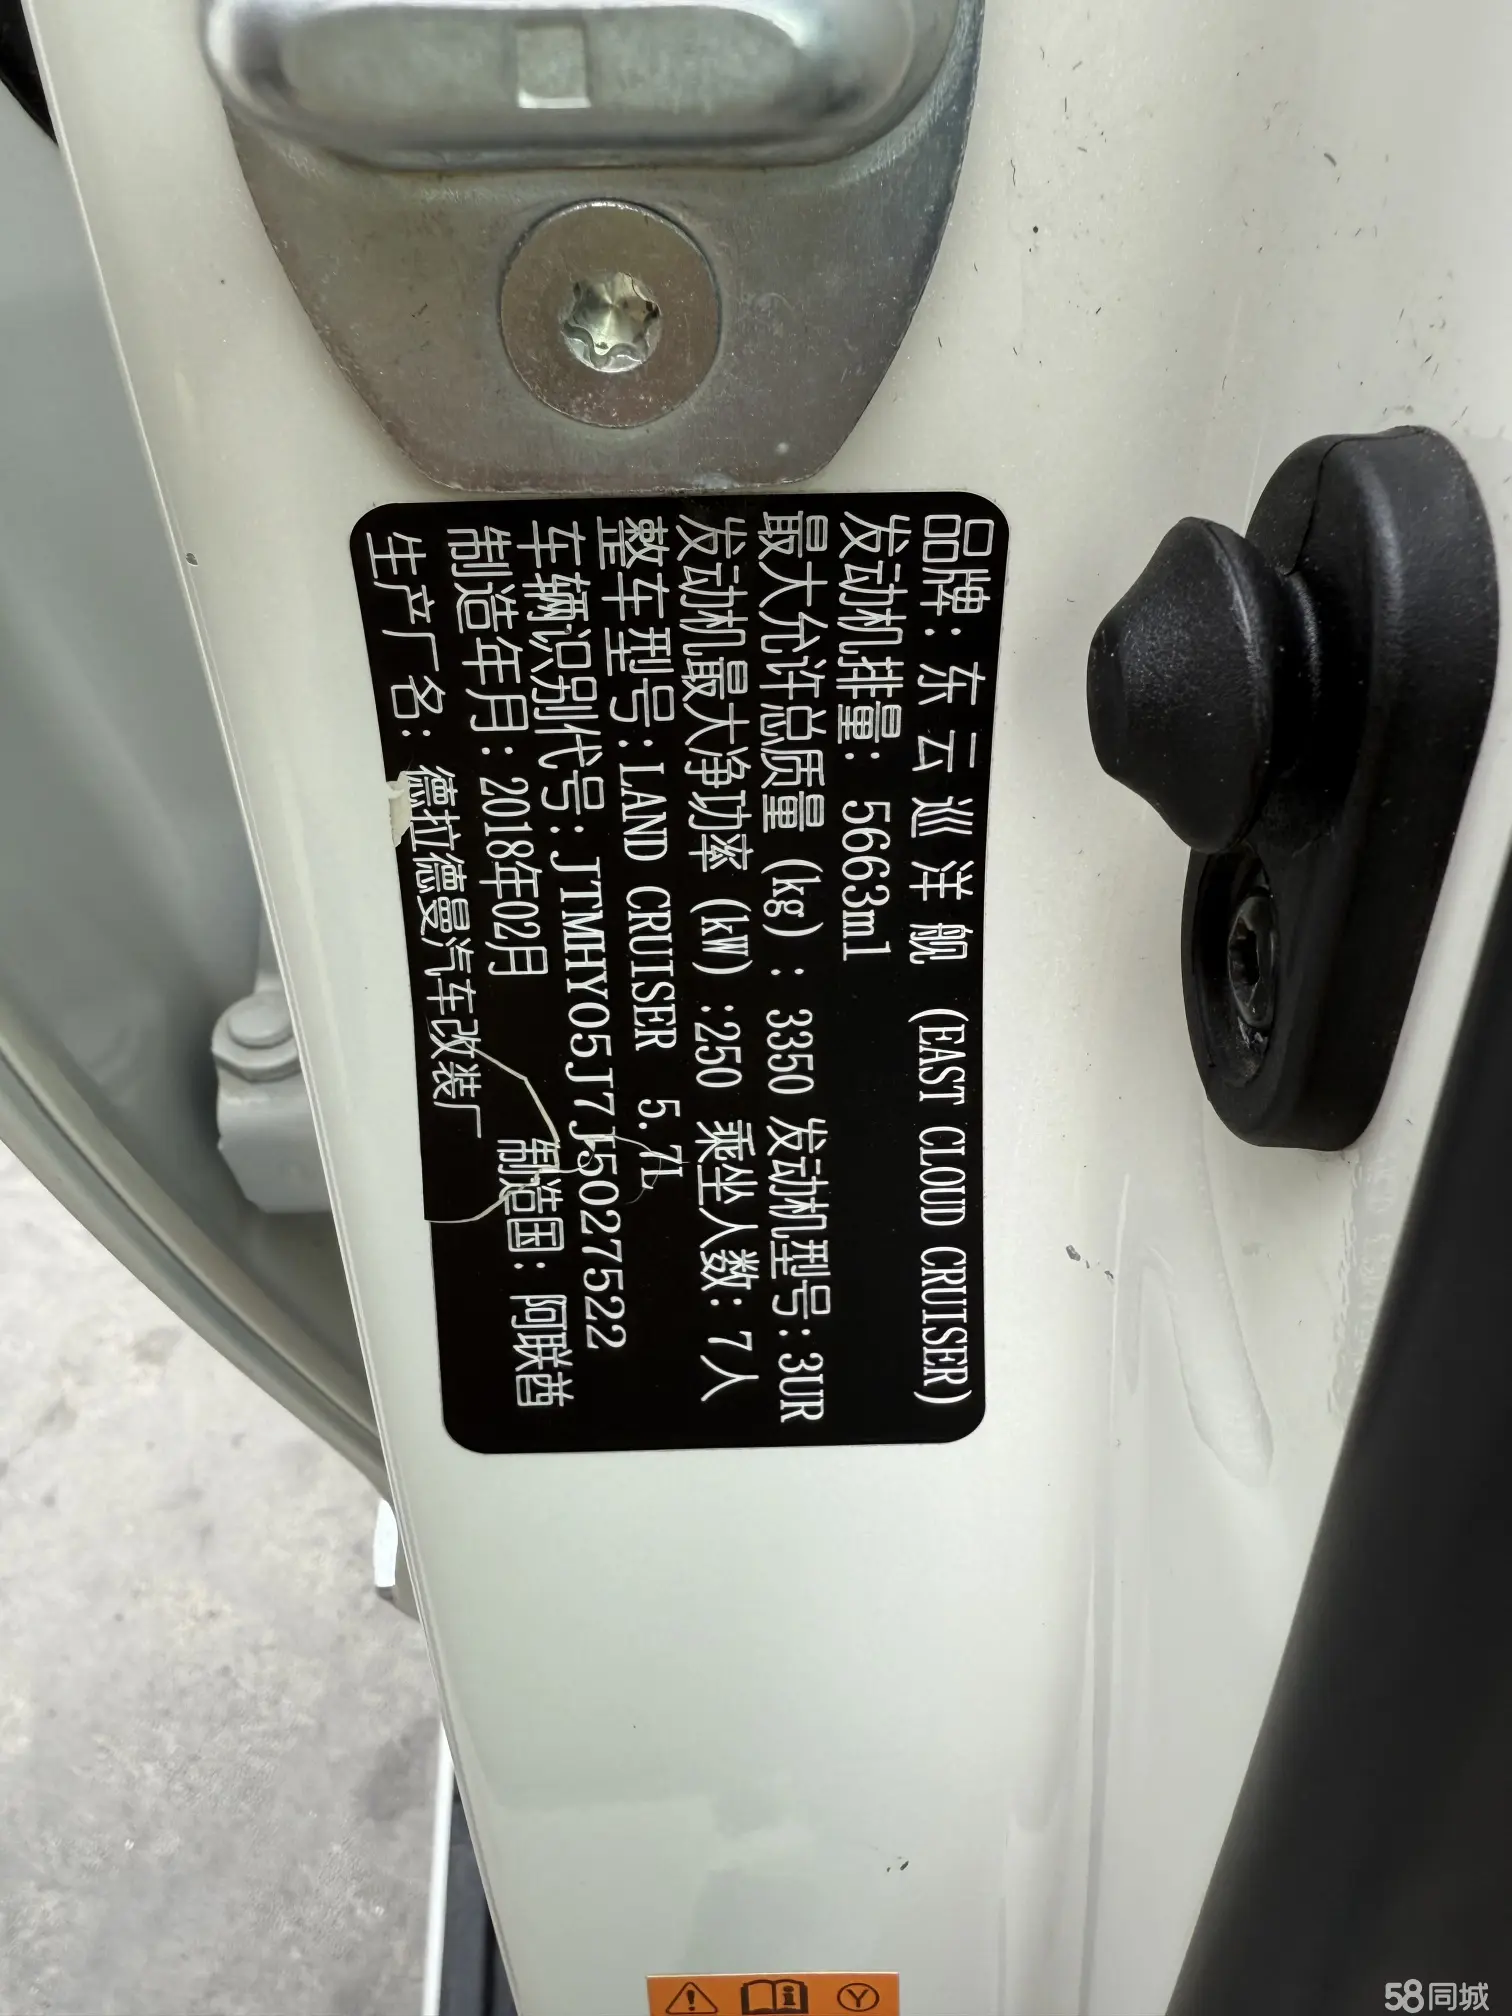 品牌：东云巡洋舰 (EAST CLOUD CRUISER)
发动机排量：5663ml
最大允许总质量 (kg)：3350 发动机型号:3UR
发动机最大净功率 (kW):250 乘坐人数：7人
整车型号:LAND CRUISER 5.7L
车辆识别代号:JTMHY05J7J5027522
制造年月：2018年02月 制造国：阿联酋
生产厂名：德拉德曼汽车改装厂
58同城